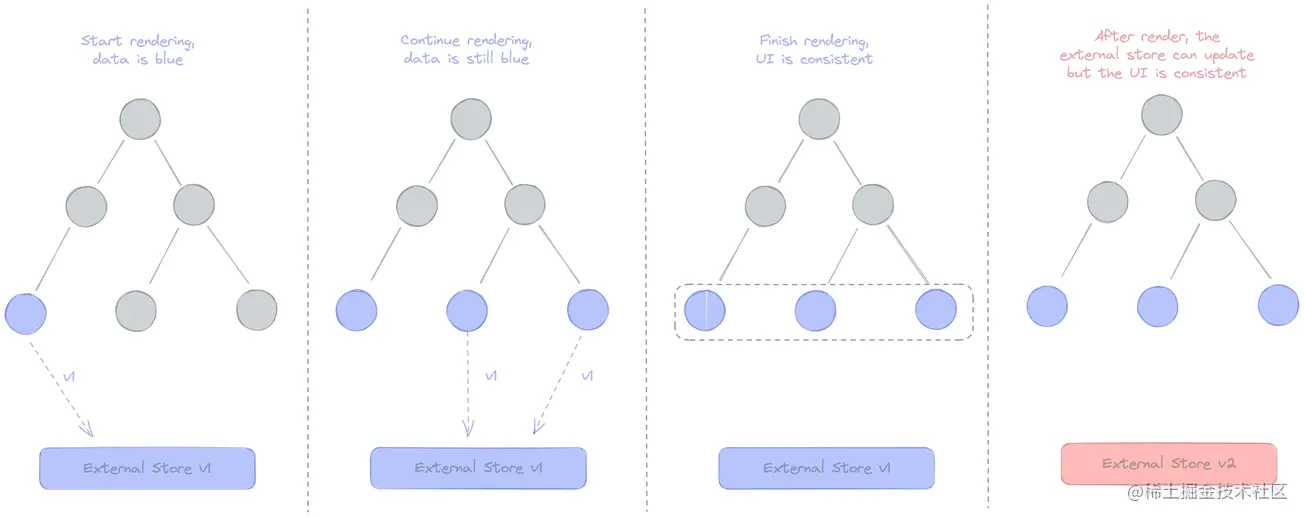 Start rendering,
data is blue
v1
External Store v1
Continue rendering,
data is still blue
v1
v1
External Store v1
Finish rendering,
UI is consistent
External Store v1
After render, the
external store can update
but the UI is consistent
External Store v2
@稀土掘金技术社区